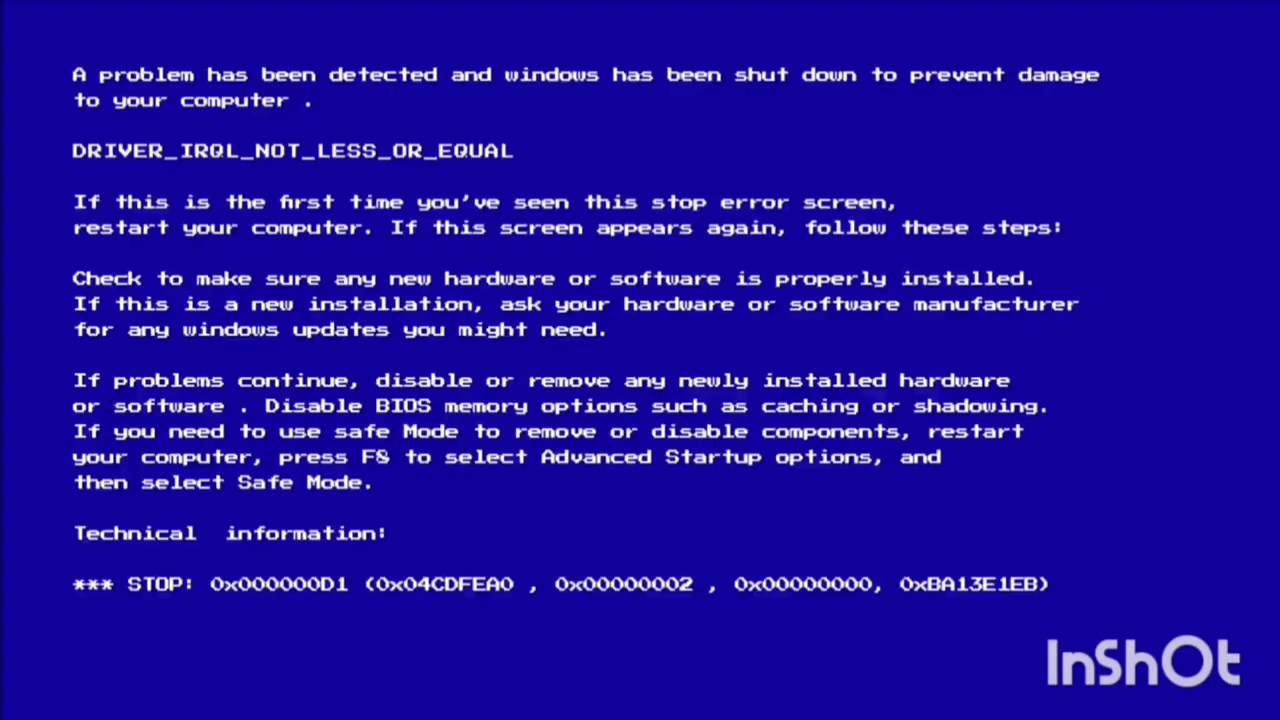 A problem has been detected and windows has been shut down to prevent damage
to your computer .
DRIVER_IRQL_NOT_LESS_OR_EQUAL
If this is the first time you've seen this stop error screen,
restart your computer. If this screen appears again, follow these steps:
Check to make sure any new hardware or software is properly installed.
If this is a new installation, ask your hardware or software manufacturer
for any windows updates you might need.
If problems continue, disable or remove any newly installed hardware
or software . Disable BIOS memory options such as caching or shadowing.
If you need to use safe Mode to remove or disable components, restart
your computer, press F& to select Advanced Startup options, and
then select Safe Mode.
Technical  information:
*** STOP: 0x000000D1 (0x04CDFEA0 , 0x00000002 , 0x00000000, 0xBA13E1EB)
InShOt